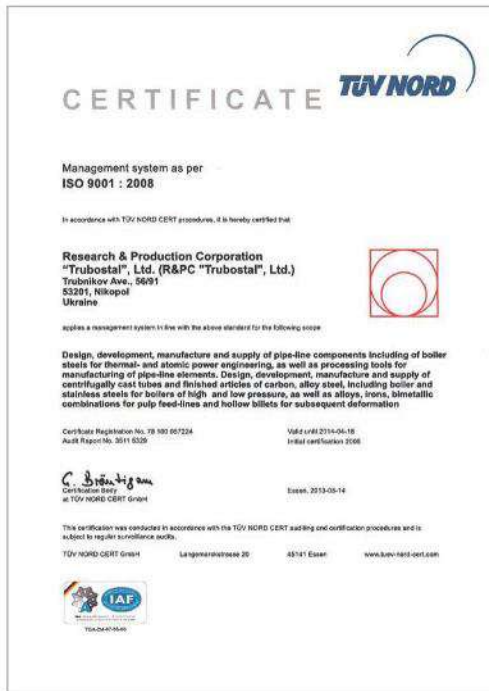 TÜV NORD
CERTIFICATE
Management system as per
ISO 9001 : 2008
In accordance with TÜV NORD CERT procedures, it is hereby certified that
Research & Production Corporation
"Trubostal", Ltd. (R&PC "Trubostal", Ltd.)
Trubnikov Ave., 56/91
53201, Nikopol
Ukraine
applies a management system in line with the above standard for the following scope
Design, development, manufacture and supply of pipe-line components including of boiler
steels for thermal- and atomic power engineering, as well as processing tools for
manufacturing of pipe-line elements. Design, development, manufacture and supply of
centrifugally cast tubes and finished articles of carbon, alloy steel, including boiler and
stainless steels for boilers of high and low pressure, as well as alloys, irons, bimetallic
combinations for pulp feed-lines and hollow billets for subsequent deformation
Certificate Registration No. 78 100 057224
Valid until 2014-04-18
Audit Report No. 3511 5329
Initial certification 2008
Certification Body
at TÜV NORD CERT GmbH
Essen, 2013-05-14
This certification was conducted in accordance with the TÜV NORD CERT auditing and certification procedures and is
subject to regular surveillance audits.
TÜV NORD CERT GmbH
Langemarckstrasse 20
45141 Essen
www.tuev-nord-cert.com
IAF